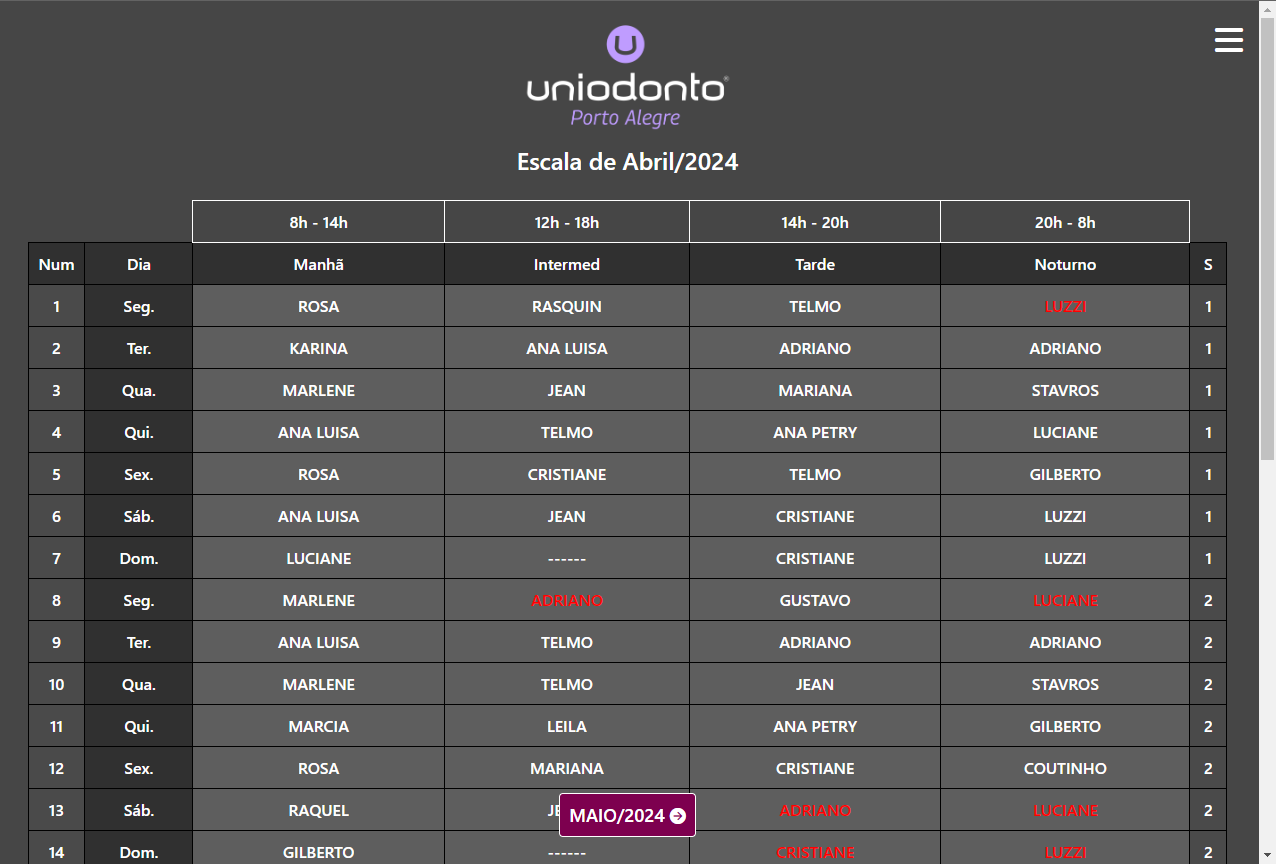 uniodonto®
Porto Alegre
Escala de Abril/2024
8h - 14h 12h - 18h 14h - 20h 20h - 8h
Num Dia Manhã Intermed Tarde Noturno S
1 Seg. ROSA RASQUIN TELMO LUZZI 1
2 Ter. KARINA ANA LUISA ADRIANO ADRIANO 1
3 Qua. MARLENE JEAN MARIANA STAVROS 1
4 Qui. ANA LUISA TELMO ANA PETRY LUCIANE 1
5 Sex. ROSA CRISTIANE TELMO GILBERTO 1
6 Sáb. ANA LUISA JEAN CRISTIANE LUZZI 1
7 Dom. LUCIANE ------ CRISTIANE LUZZI 1
8 Seg. MARLENE ADRIANO GUSTAVO LUCIANE 2
9 Ter. ANA LUISA TELMO ADRIANO ADRIANO 2
10 Qua. MARLENE TELMO JEAN STAVROS 2
11 Qui. MARCIA LEILA ANA PETRY GILBERTO 2
12 Sex. ROSA MARIANA CRISTIANE COUTINHO 2
13 Sáb. RAQUEL ADRIANO LUCIANE 2
MAIO/2024
14 Dom. GILBERTO ------ CRISTIANE LUZZI 2